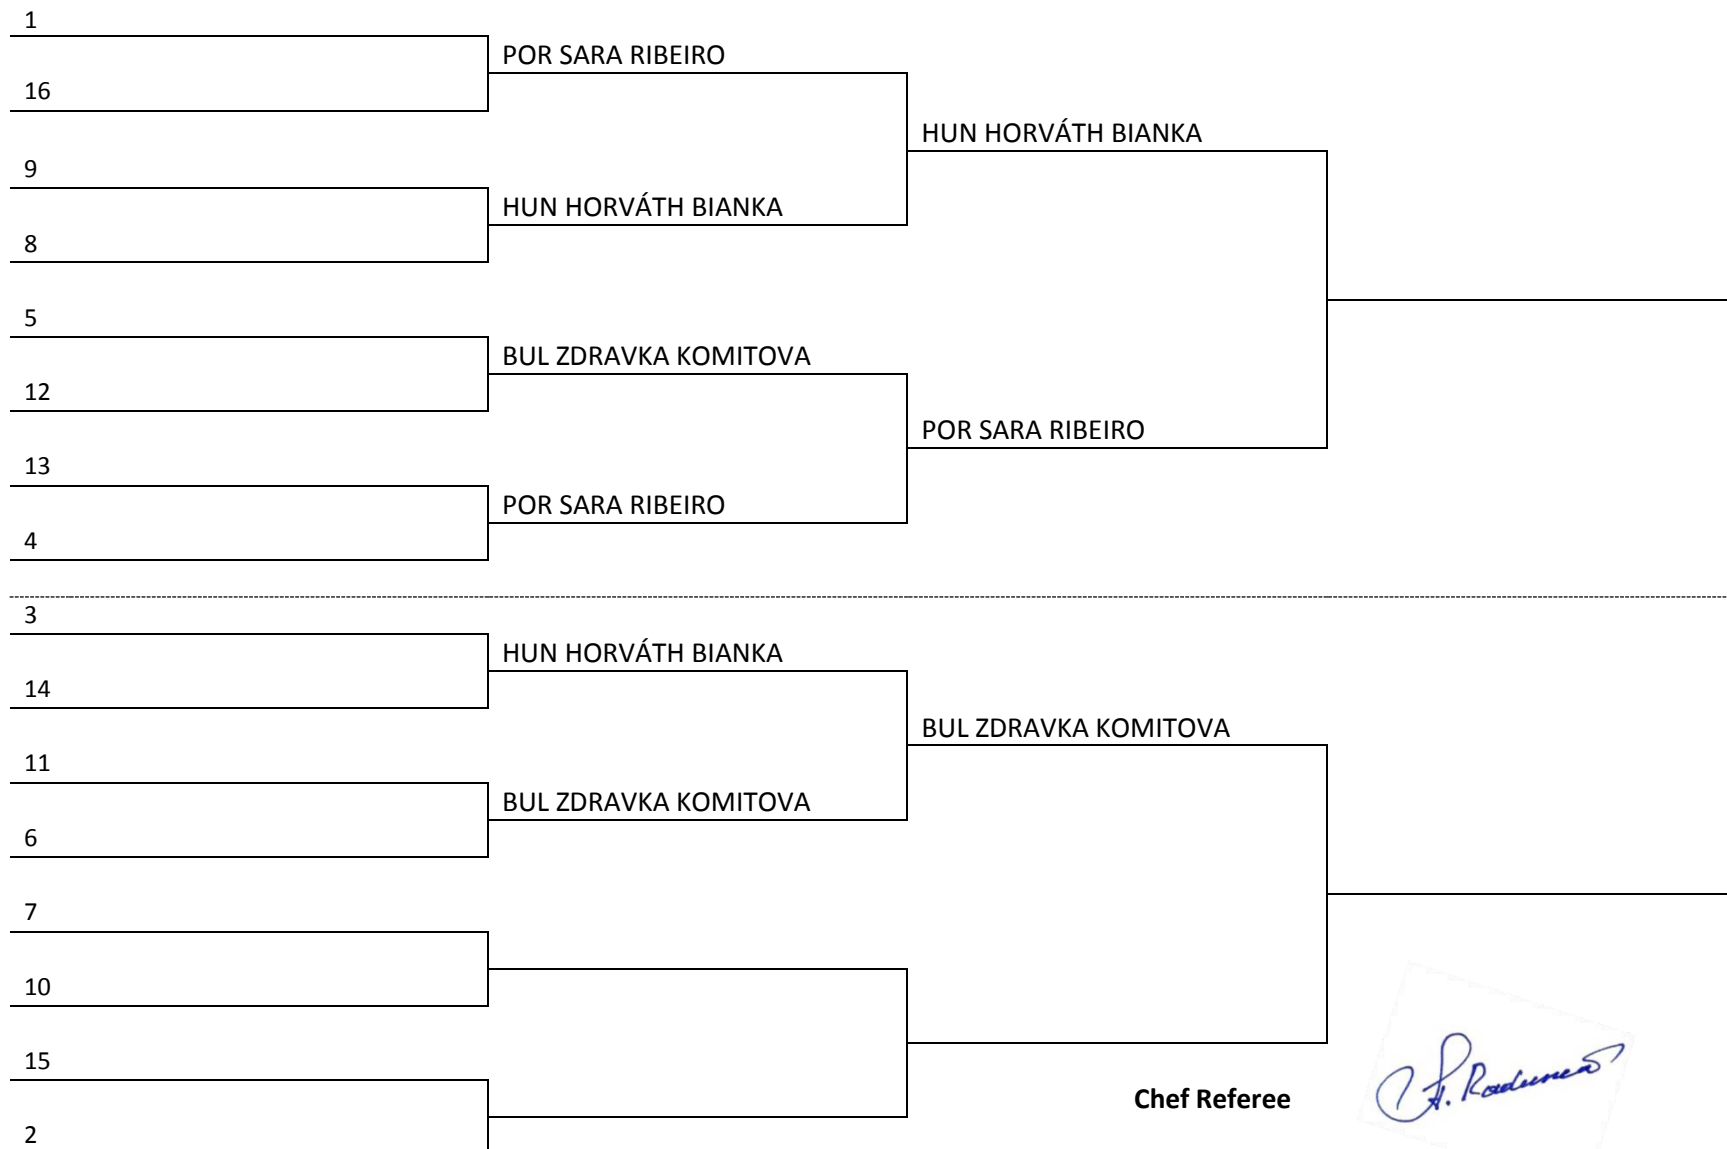 1
POR SARA RIBEIRO
16
HUN HORVÁTH BIANKA
9
HUN HORVÁTH BIANKA
8
5
BUL ZDRAVKA KOMITOVA
12
POR SARA RIBEIRO
13
POR SARA RIBEIRO
4
3
HUN HORVÁTH BIANKA
14
BUL ZDRAVKA KOMITOVA
11
BUL ZDRAVKA KOMITOVA
6
7
10
15
Chef Referee
2